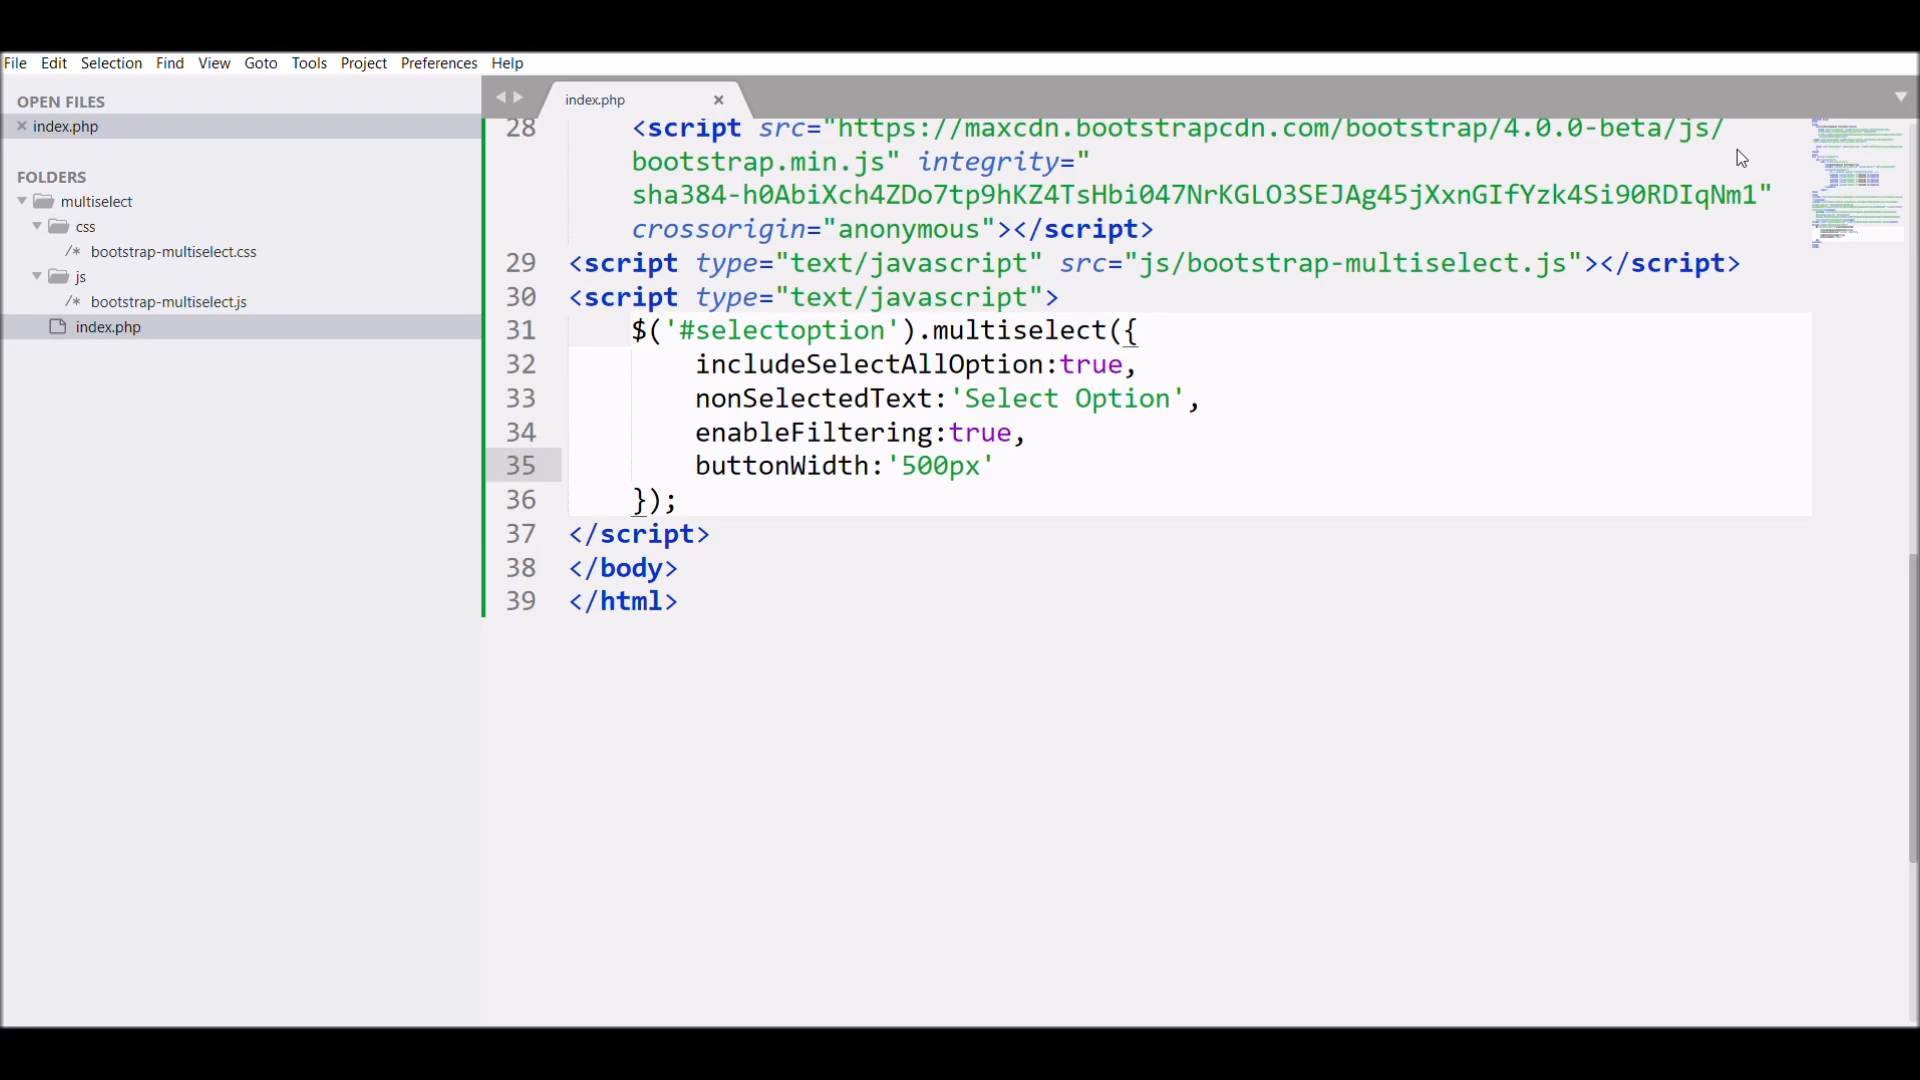 File Edit Selection Find View Goto Tools Project Preferences Help
OPEN FILES
index.php
FOLDERS
multiselect
css
/* bootstrap-multiselect.css
js
/* bootstrap-multiselect.js
index.php
index.php
28 <script src="https://maxcdn.bootstrapcdn.com/bootstrap/4.0.0-beta/js/
bootstrap.min.js" integrity="
sha384-h0AbiXch4ZDo7tp9hKZ4TsHbi047NrKGLO3SEJAg45jXxnGIfYzk4Si90RDIqNm1"
crossorigin="anonymous"></script>
29 <script type="text/javascript" src="js/bootstrap-multiselect.js"></script>
30 <script type="text/javascript">
31 $('#selectoption').multiselect({
32 includeSelectAllOption:true,
33 nonSelectedText:'Select Option',
34 enableFiltering:true,
35 buttonWidth:'500px'
36 });
37 </script>
38 </body>
39 </html>